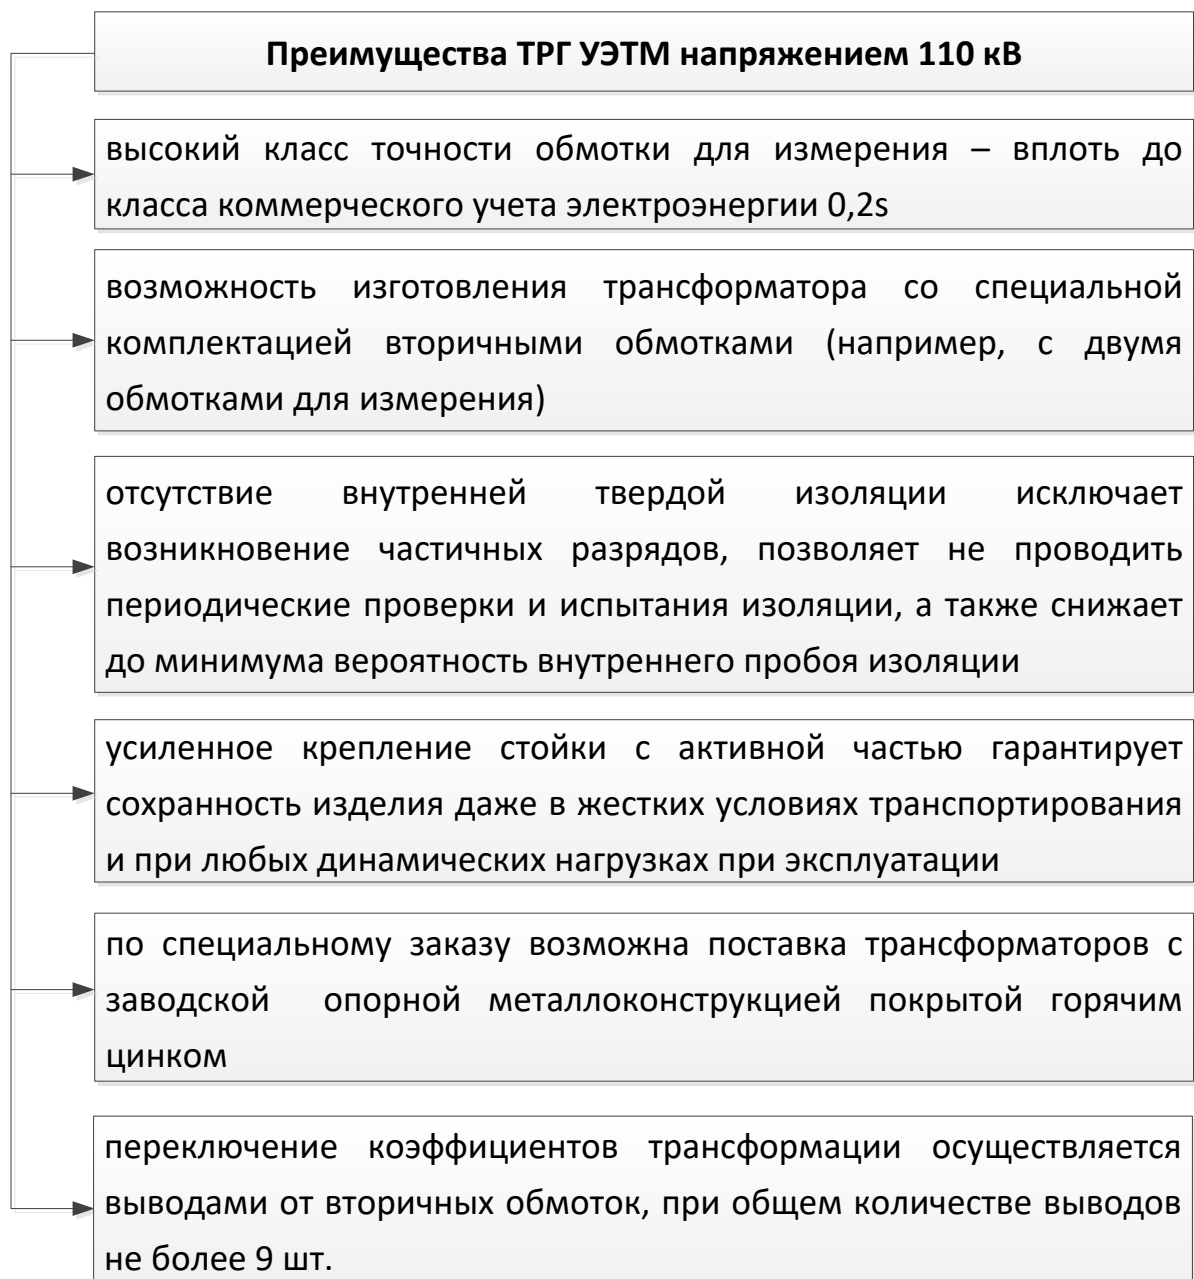 Преимущества ТРГ УЭТМ напряжением 110 кВ
высокий класс точности обмотки для измерения – вплоть до
класса коммерческого учета электроэнергии 0,2s
возможность изготовления трансформатора со специальной
комплектацией вторичными обмотками (например, с двумя
обмотками для измерения)
отсутствие внутренней твердой изоляции исключает
возникновение частичных разрядов, позволяет не проводить
периодические проверки и испытания изоляции, а также снижает
до минимума вероятность внутреннего пробоя изоляции
усиленное крепление стойки с активной частью гарантирует
сохранность изделия даже в жестких условиях транспортирования
и при любых динамических нагрузках при эксплуатации
по специальному заказу возможна поставка трансформаторов с
заводской опорной металлоконструкцией покрытой горячим
цинком
переключение коэффициентов трансформации осуществляется
выводами от вторичных обмоток, при общем количестве выводов
не более 9 шт.